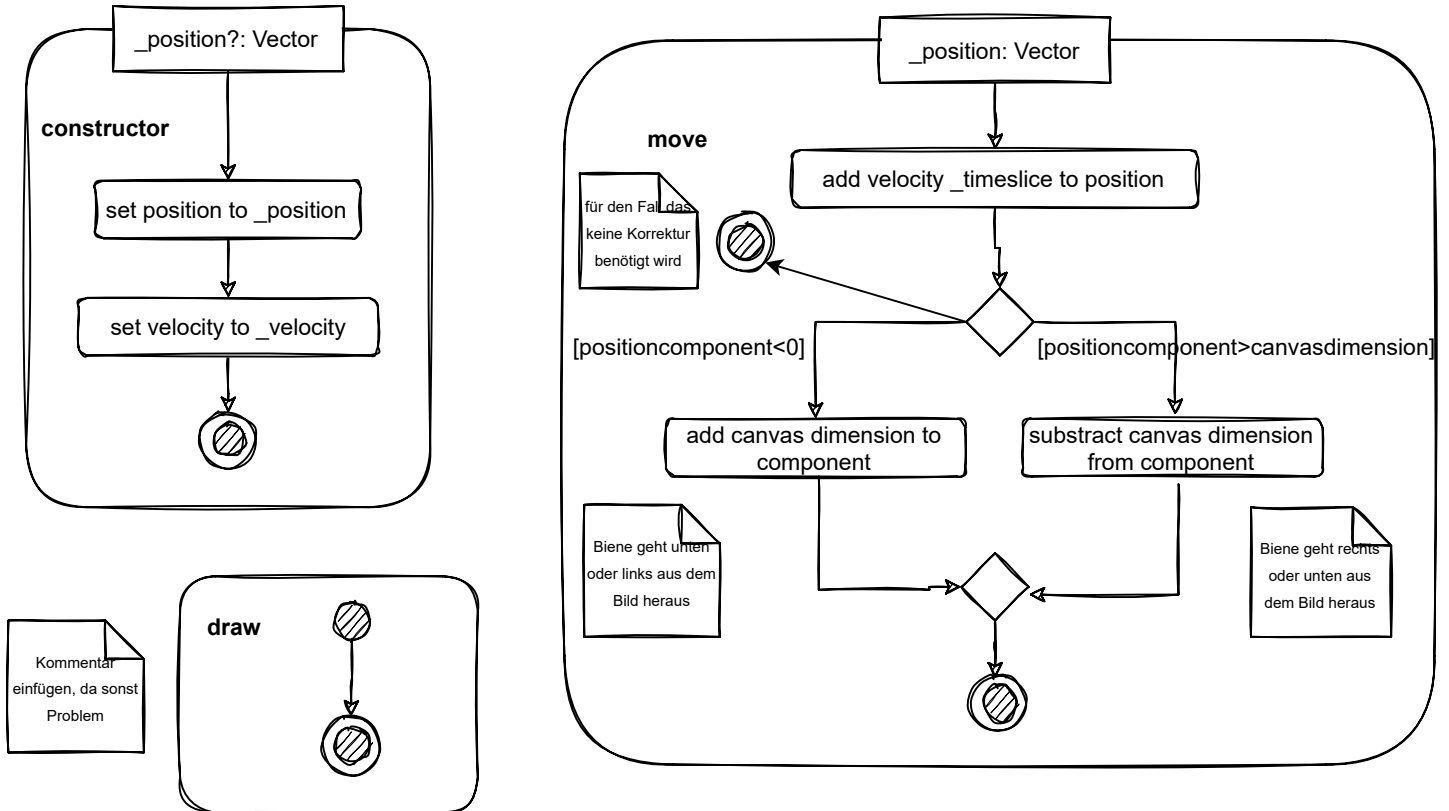 _position?: Vector
constructor
set position to _position
set velocity to _velocity
Kommentar
einfügen, da sonst
Problem
draw
_position: Vector
move
add velocity _timeslice to position
für den Fall das
keine Korrektur
benötigt wird
[positioncomponent<0]
[positioncomponent>canvasdimension]
add canvas dimension to
component
substract canvas dimension
from component
Biene geht unten
oder links aus dem
Bild heraus
Biene geht rechts
oder unten aus
dem Bild heraus